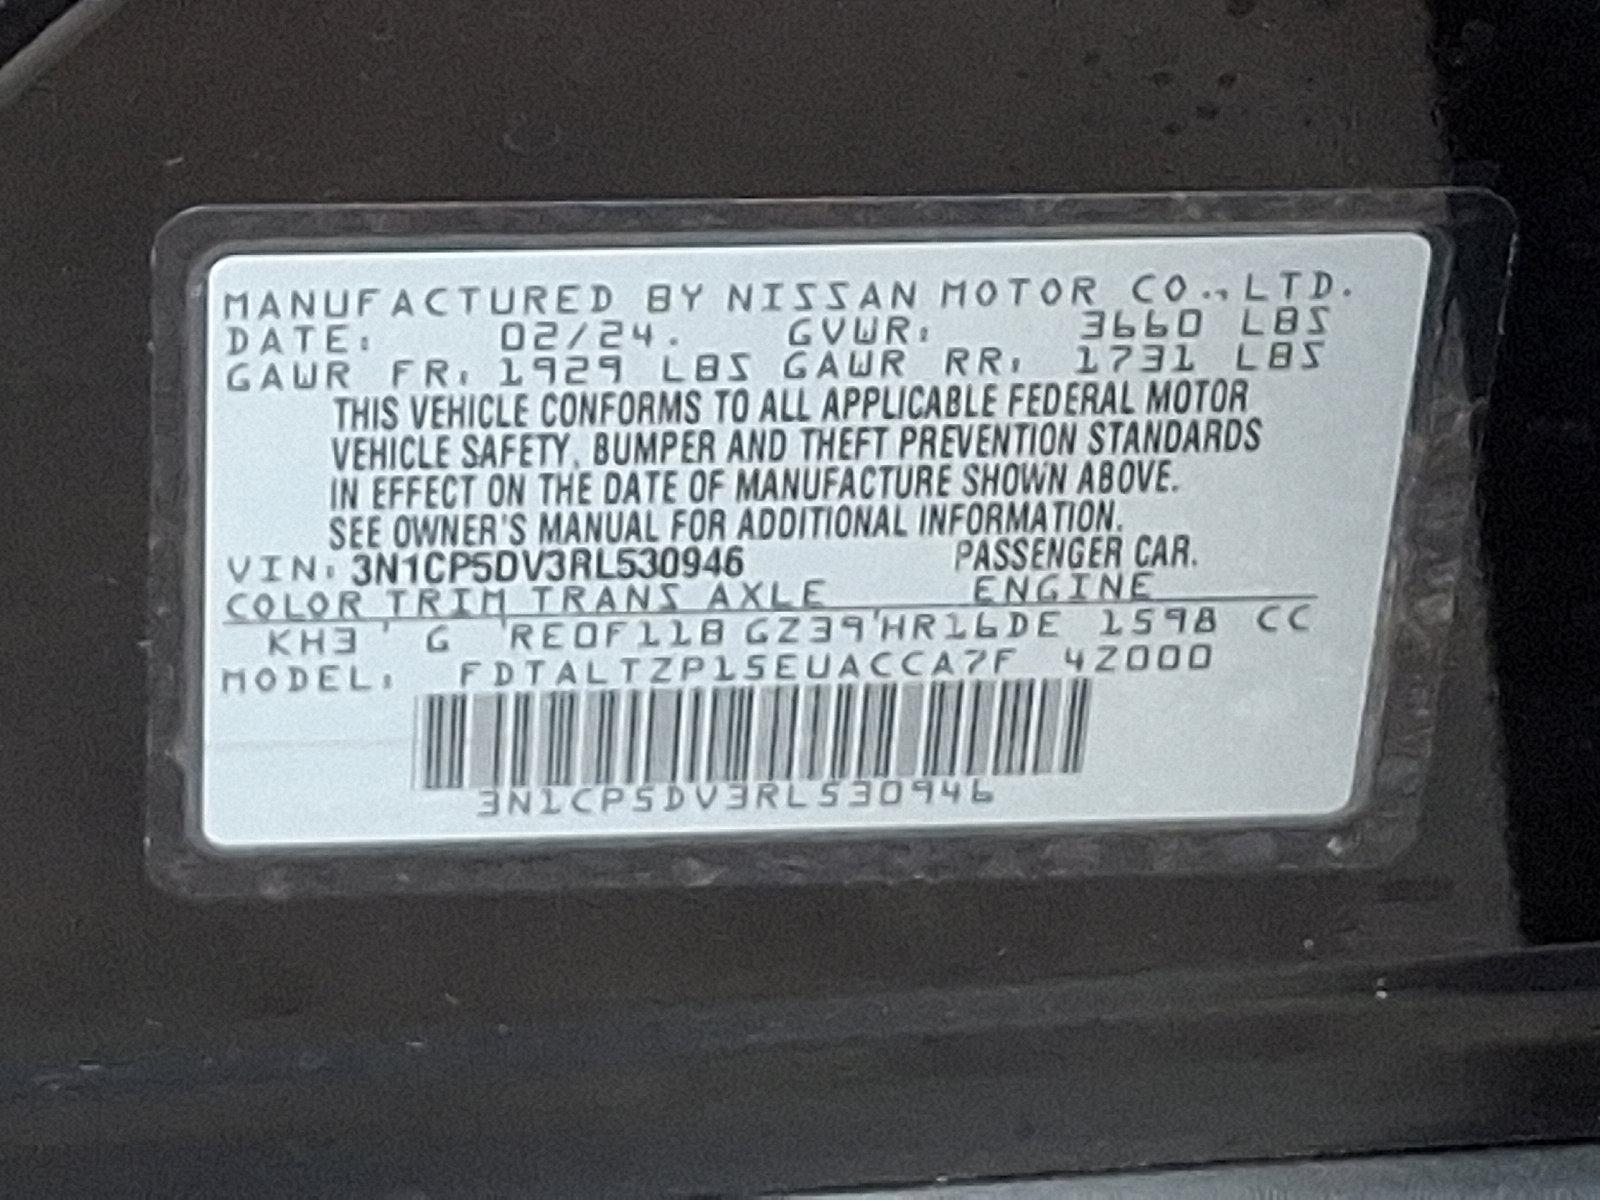 MANUFACTURED BY NISSAN MOTOR CO., LTD.
DATE: 02/24. GVWR: 3660 LBS
GAWR FR: 1929 LBS GAWR RR: 1731 LBS
THIS VEHICLE CONFORMS TO ALL APPLICABLE FEDERAL MOTOR
VEHICLE SAFETY, BUMPER AND THEFT PREVENTION STANDARDS
IN EFFECT ON THE DATE OF MANUFACTURE SHOWN ABOVE.
SEE OWNER'S MANUAL FOR ADDITIONAL INFORMATION.
VIN: 3N1CP5DV3RL530946 PASSENGER CAR.
COLOR TRIM TRANS AXLE ENGINE
KH3 G RE0F11B GZ39 HR16DE 1598 CC
MODEL: FDTALTZP15EUACCA7F 42000
3N1CP5DV3RL530946